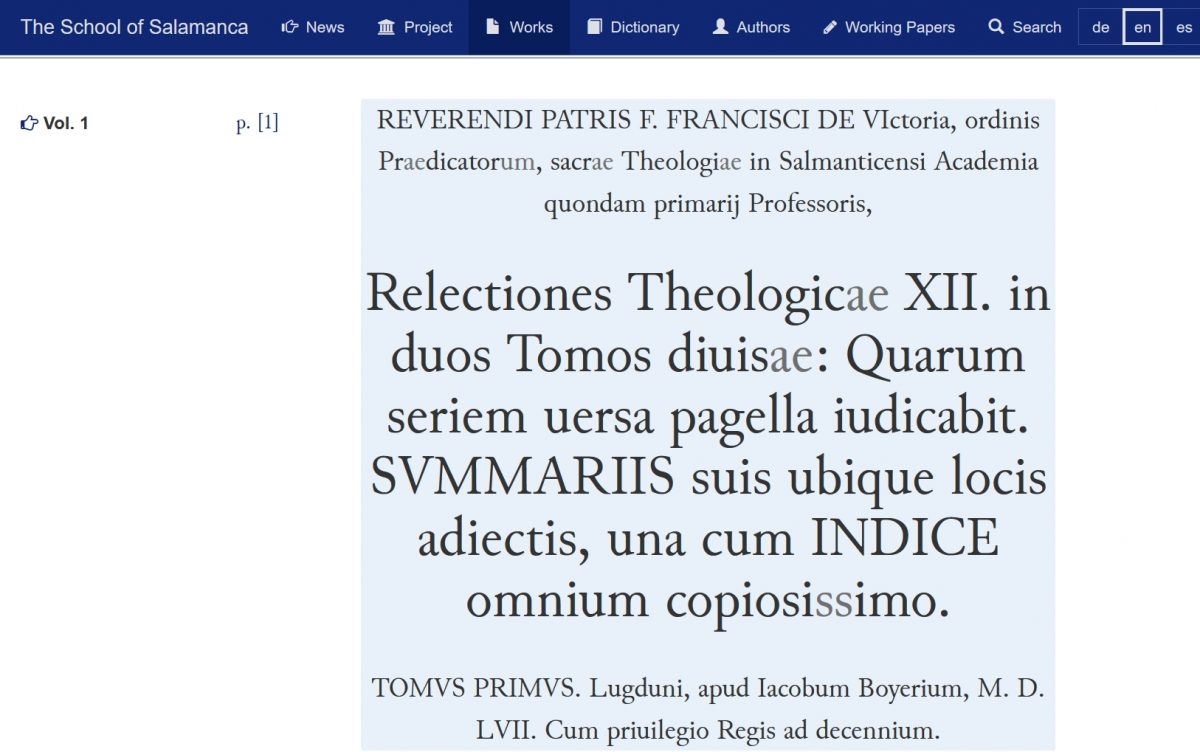 The School of Salamanca News Project Works Dictionary Authors Working Papers Search de en es
Vol. 1 p. [1]
REVERENDI PATRIS F. FRANCISCI DE VIctoria, ordinis
Praedicatorum, sacrae Theologiae in Salmanticensi Academia
quondam primarij Professoris,
Relectiones Theologicae XII. in
duos Tomos diuisae: Quarum
seriem uersa pagella iudicabit.
SVMMARIIS suis ubique locis
adiectis, una cum INDICE
omnium copiosissimo.
TOMVS PRIMVS. Lugduni, apud Iacobum Boyerium, M. D.
LVII. Cum priuilegio Regis ad decennium.